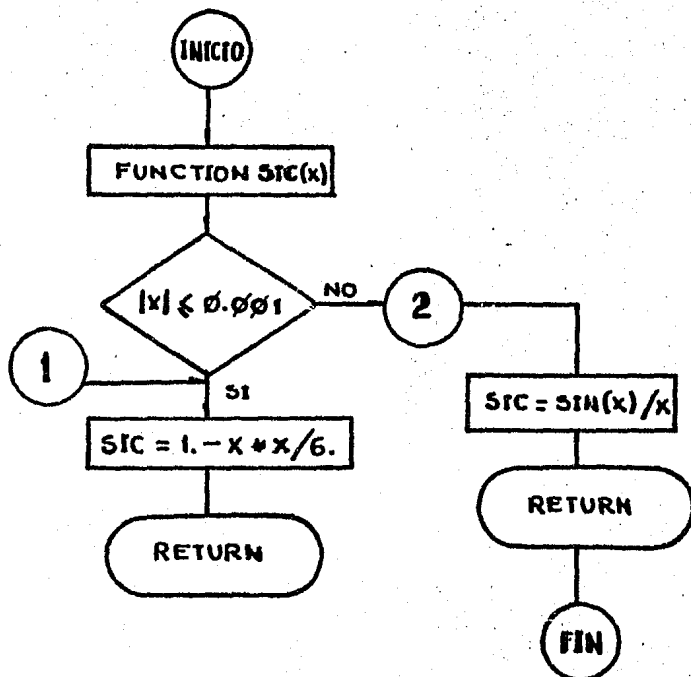 INICIO
FUNCTION SIC(x)
|x| ≤ Ø.ØØ1
NO
2
1
SI
SIC = 1. - X * X/6.
SIC = SIN(x)/x
RETURN
RETURN
FIN